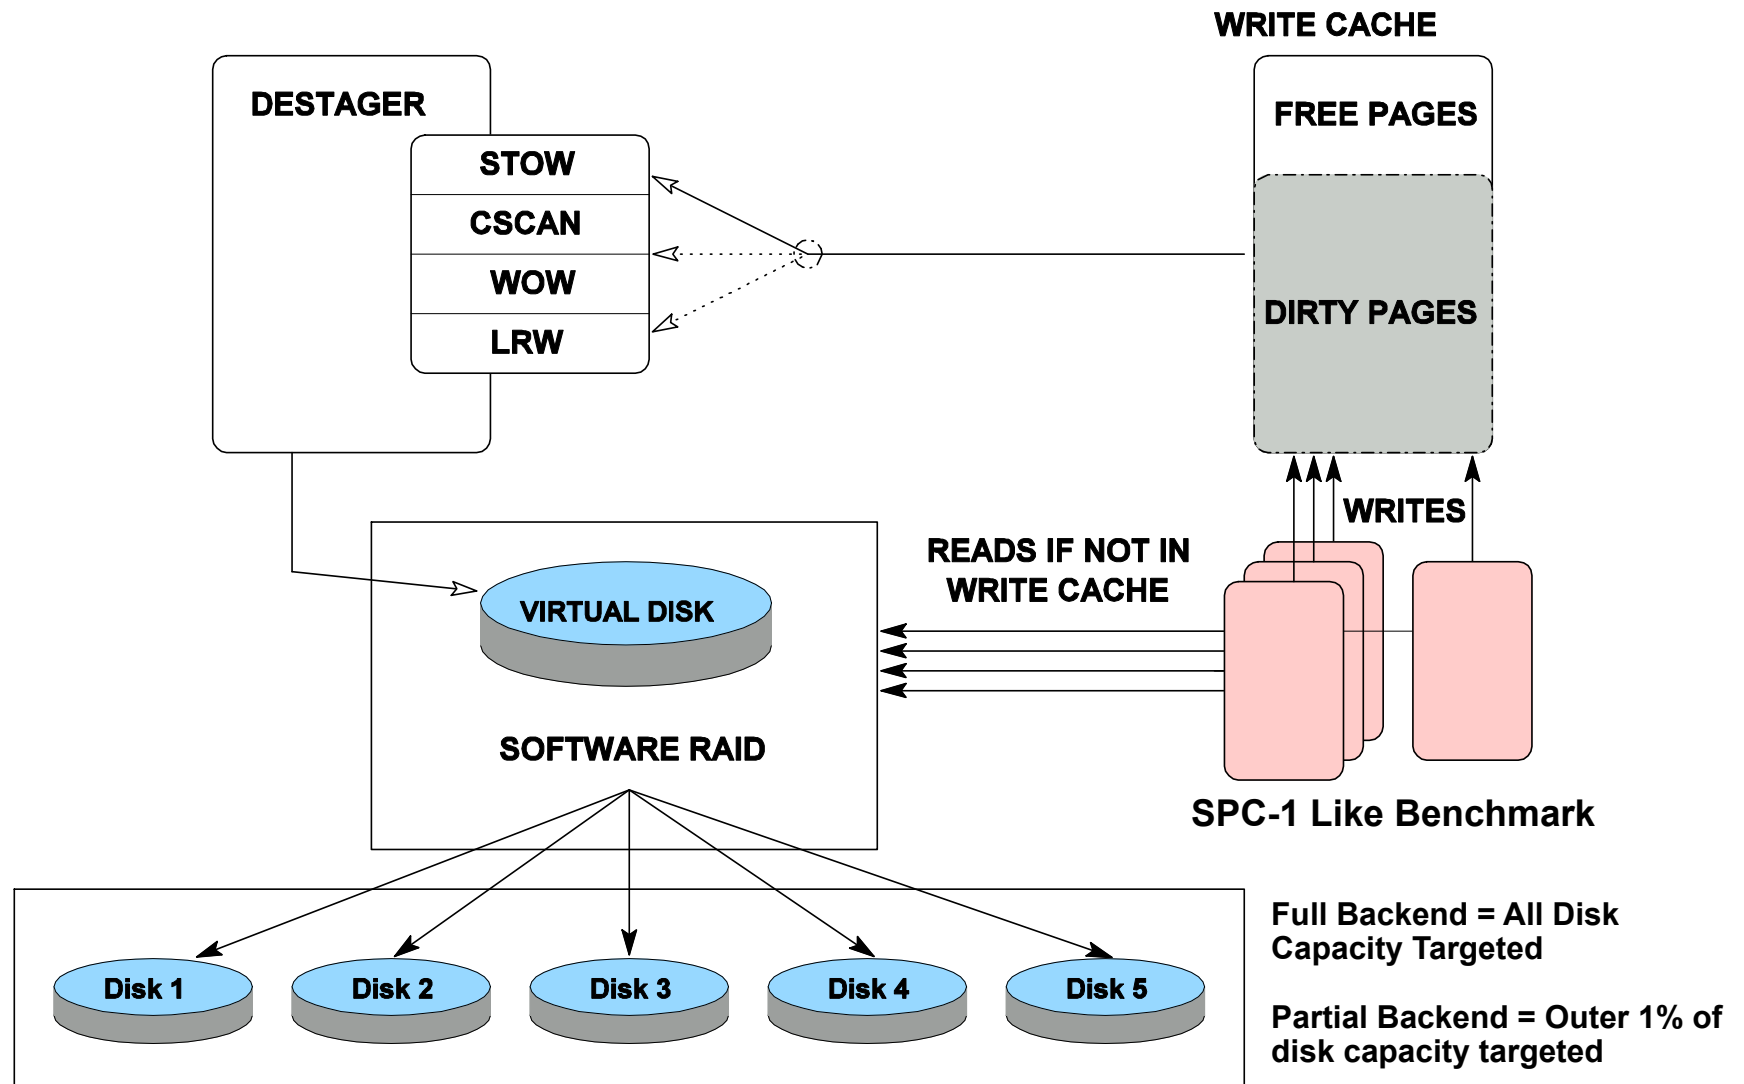 WRITE CACHE
DESTAGER
FREE PAGES
STOW
CSCAN
WOW
LRW
DIRTY PAGES
WRITES
READS IF NOT IN
WRITE CACHE
VIRTUAL DISK
SOFTWARE RAID
SPC-1 Like Benchmark
Full Backend = All Disk
Capacity Targeted
Disk 1
Disk 2
Disk 3
Disk 4
Disk 5
Partial Backend = Outer 1% of
disk capacity targeted